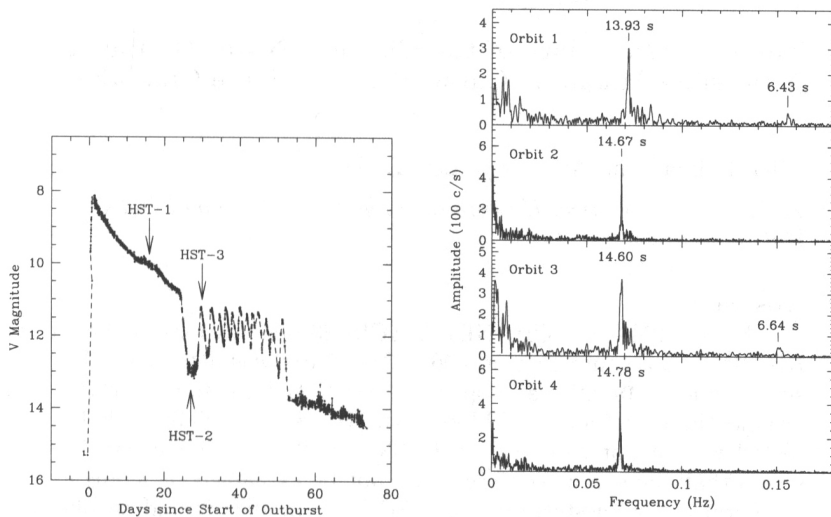 8
10
12
14
16
V Magnitude
0
20
40
60
80
Days since Start of Outburst
HST-1
HST-3
HST-2
Orbit 1
13.93 s
6.43 s
4
3
2
1
0
Orbit 2
14.67 s
6
4
2
0
Orbit 3
14.60 s
6.64 s
5
4
3
2
1
0
Orbit 4
14.78 s
6
4
2
0
Amplitude (100 c/s)
0
0.05
0.1
0.15
Frequency (Hz)